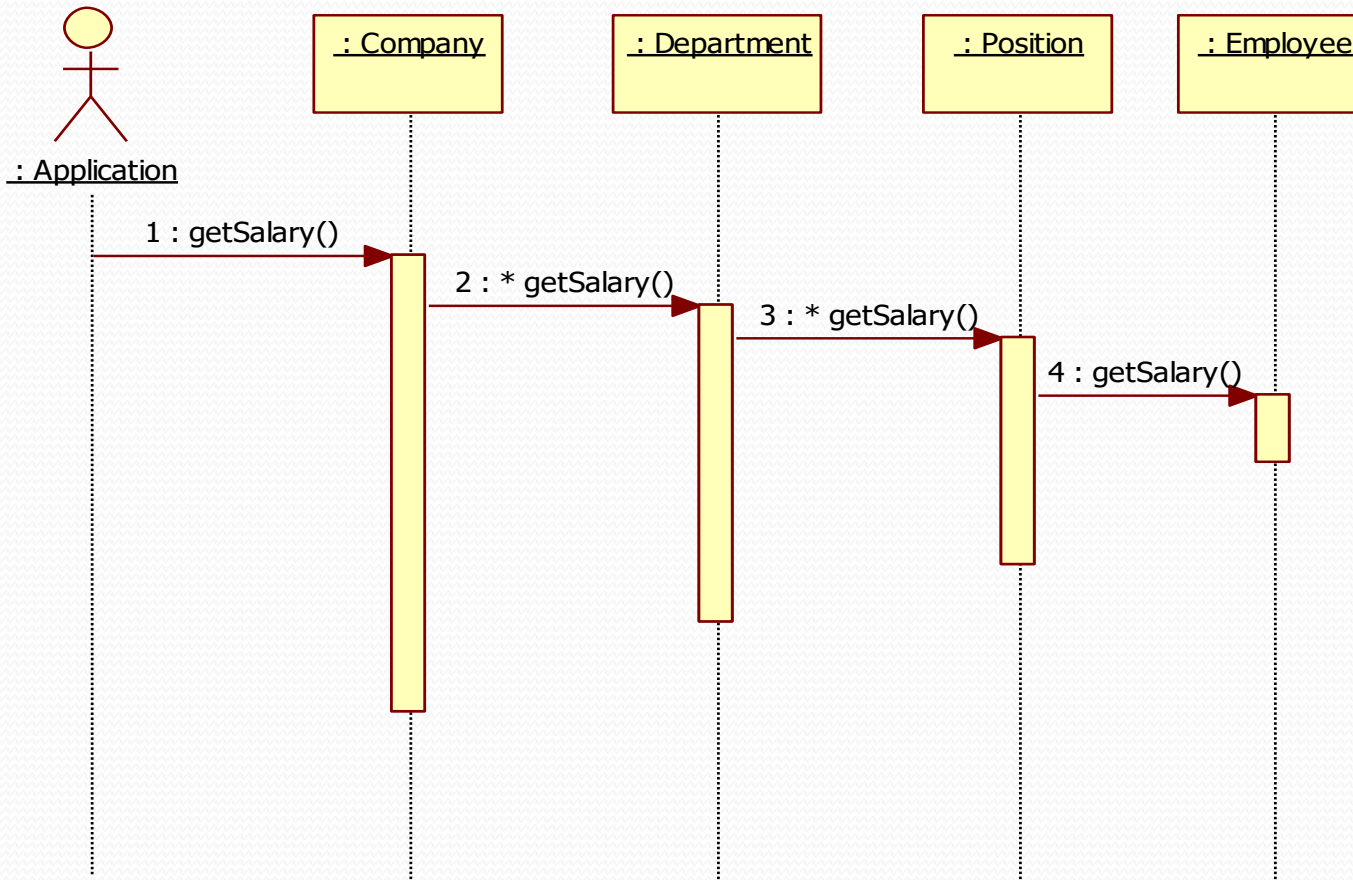 : Company
: Department
: Position
: Employee
: Application
1 : getSalary()
2 : * getSalary()
3 : * getSalary()
4 : getSalary()